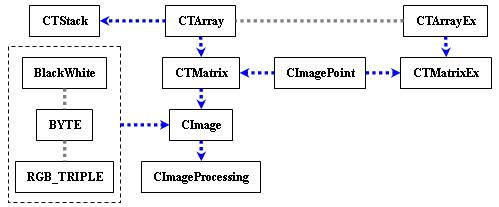 CTStack
CTArray
CTArrayEx
BlackWhite
CTMatrix
CImagePoint
CTMatrixEx
BYTE
CImage
RGB_TRIPLE
CImageProcessing